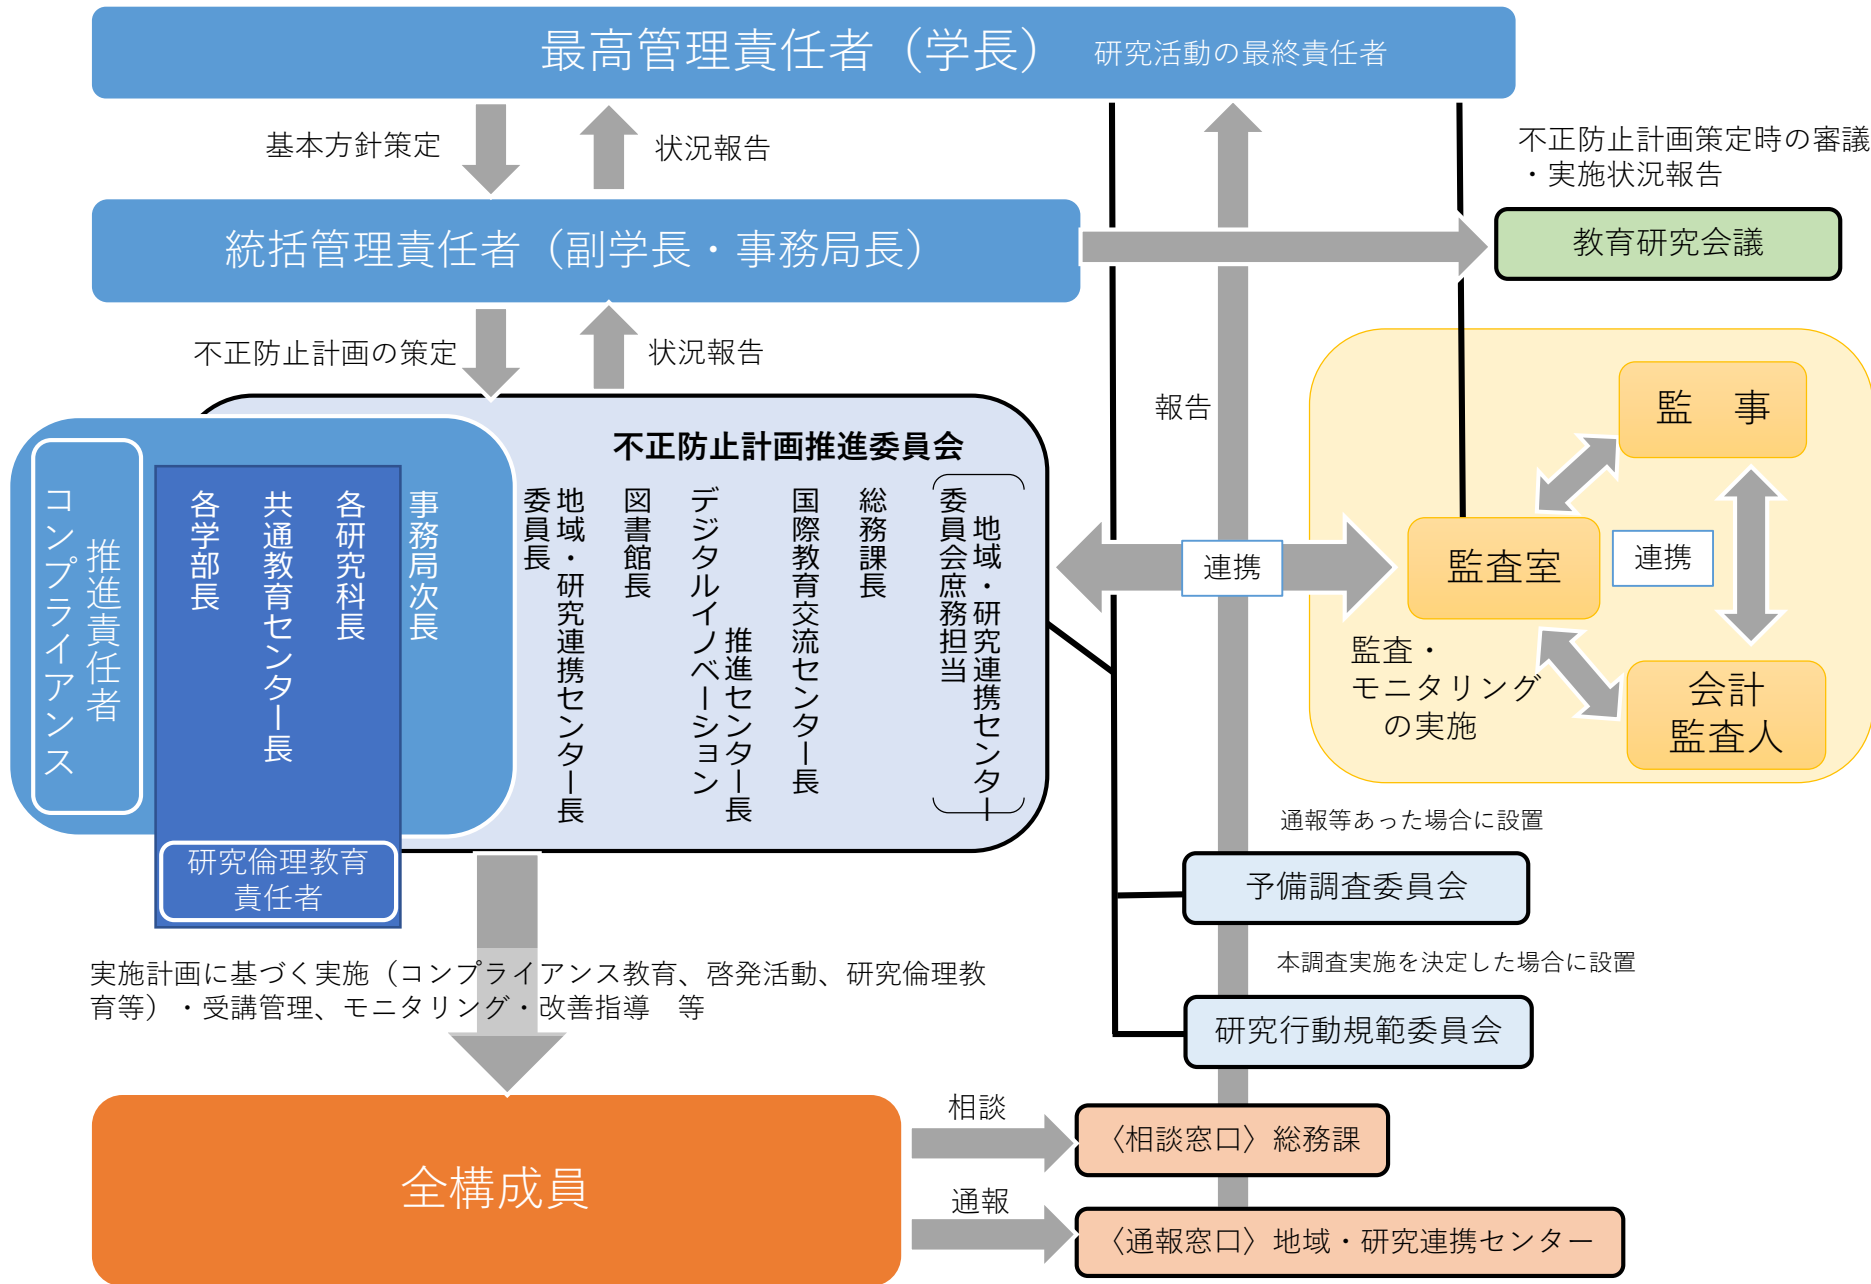 最高管理責任者（学長） 研究活動の最終責任者
基本方針策定
状況報告
不正防止計画策定時の審議
・実施状況報告
統括管理責任者（副学長・事務局長）
教育研究会議
不正防止計画の策定
状況報告
報告
不正防止計画推進委員会
コンプライアンス
推進責任者
各学部長
共通教育センター長
各研究科長
事務局次長
地域・研究連携センター長
委員長
図書館長
デジタルイノベーション
推進センター長
国際教育交流センター長
総務課長
地域・研究連携センター
委員会庶務担当
研究倫理教育
責任者
連携
監　事
監査室
連携
会計
監査人
監査・
モニタリング
の実施
通報等あった場合に設置
予備調査委員会
本調査実施を決定した場合に設置
研究行動規範委員会
実施計画に基づく実施（コンプライアンス教育、啓発活動、研究倫理教
育等）・受講管理、モニタリング・改善指導　等
全構成員
相談
〈相談窓口〉総務課
通報
〈通報窓口〉地域・研究連携センター